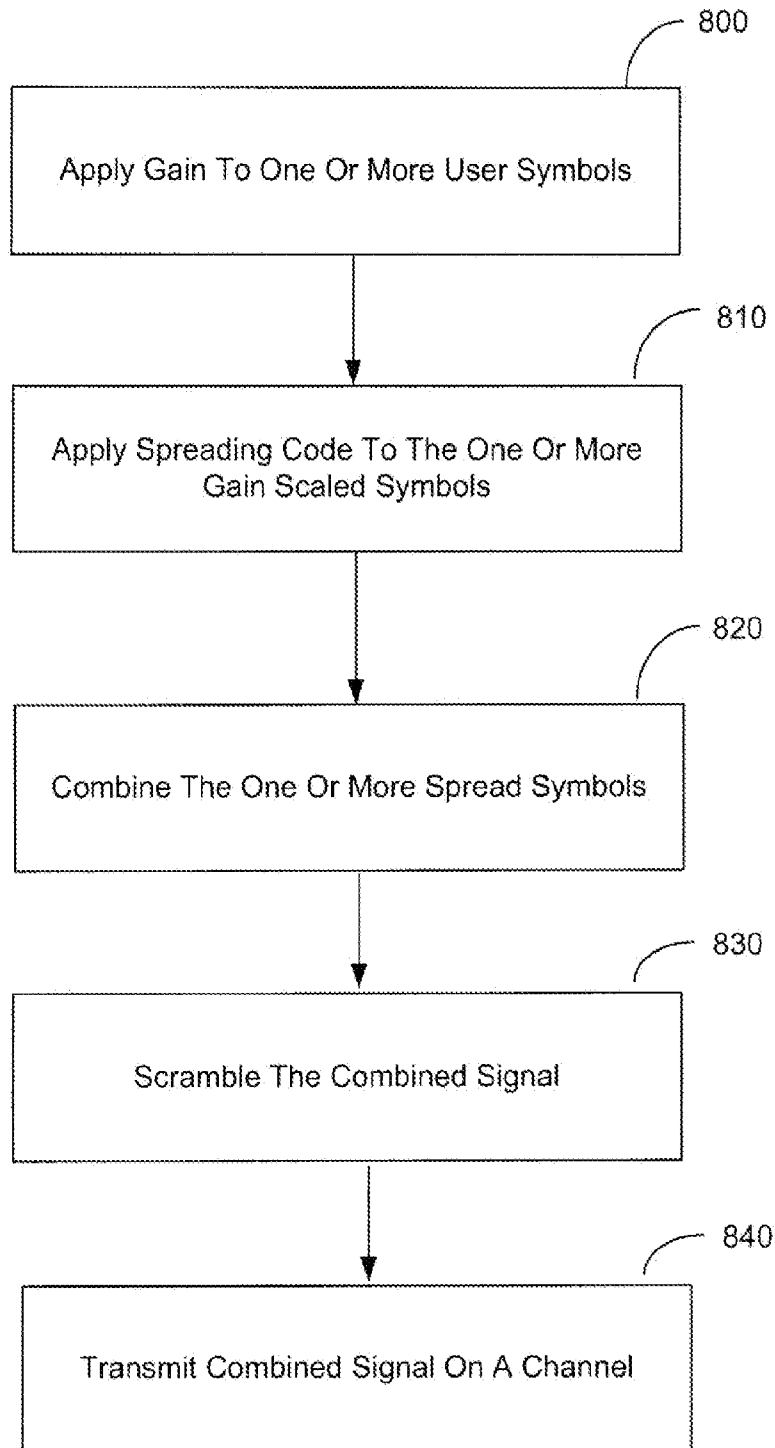 800
Apply Gain To One Or More User Symbols
810
Apply Spreading Code To The One Or More
Gain Scaled Symbols
820
Combine The One Or More Spread Symbols
830
Scramble The Combined Signal
840
Transmit Combined Signal On A Channel